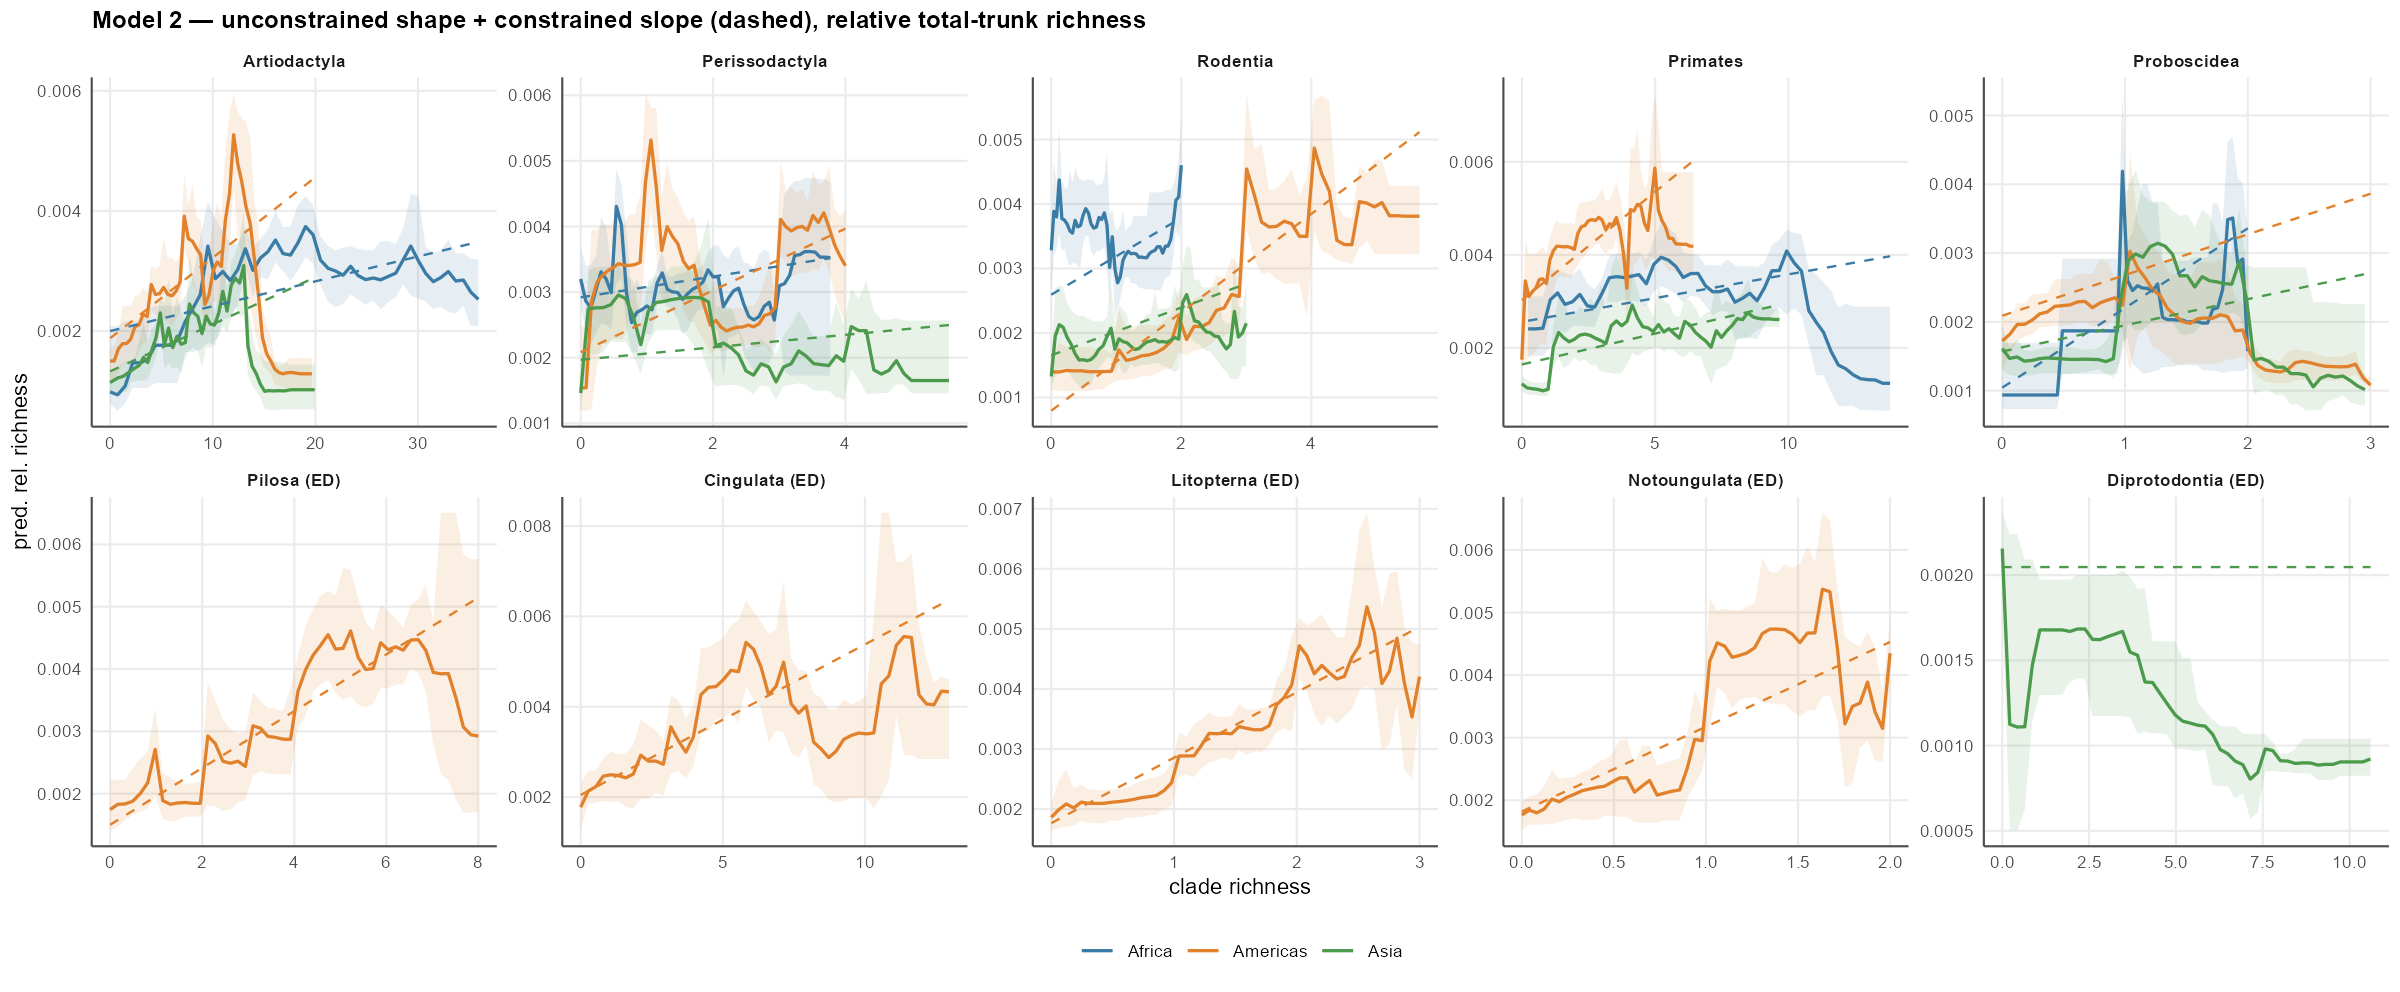 Model 2 — unconstrained shape + constrained slope (dashed), relative total-trunk richness
Artiodactyla
Perissodactyla
Rodentia
Primates
Proboscidea
0.006
0.004
0.002
0 10 20 30
0.006
0.005
0.004
0.003
0.002
0.001
0 2 4
0.005
0.004
0.003
0.002
0.001
0 2 4
0.006
0.004
0.002
0 5 10
0.005
0.004
0.003
0.002
0.001
0 1 2 3
pred. rel. richness
Pilosa (ED)
Cingulata (ED)
Litopterna (ED)
Notoungulata (ED)
Diprotodontia (ED)
0.006
0.005
0.004
0.003
0.002
0 2 4 6 8
0.008
0.006
0.004
0.002
0 5 10
0.007
0.006
0.005
0.004
0.003
0.002
0 1 2 3
0.006
0.005
0.004
0.003
0.002
0.0 0.5 1.0 1.5 2.0
0.0020
0.0015
0.0010
0.0005
0.0 2.5 5.0 7.5 10.0
clade richness
Africa Americas Asia